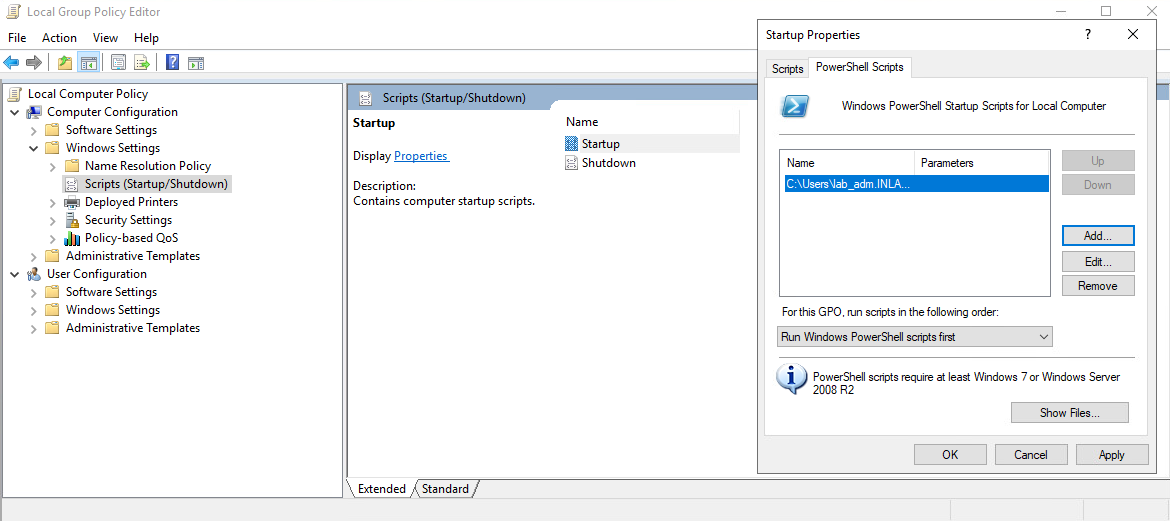 Local Group Policy Editor
File Action View Help
Local Computer Policy
Computer Configuration
Software Settings
Windows Settings
Name Resolution Policy
Scripts (Startup/Shutdown)
Deployed Printers
Security Settings
Policy-based QoS
Administrative Templates
User Configuration
Software Settings
Windows Settings
Administrative Templates
Scripts (Startup/Shutdown)
Startup
Display Properties
Description:
Contains computer startup scripts.
Name
Startup
Shutdown
Extended Standard
Startup Properties
Scripts PowerShell Scripts
Windows PowerShell Startup Scripts for Local Computer
Name Parameters
C:\Users\lab_adm.INLA...
Up
Down
Add...
Edit...
Remove
For this GPO, run scripts in the following order:
Run Windows PowerShell scripts first
PowerShell scripts require at least Windows 7 or Windows Server
2008 R2
Show Files...
OK Cancel Apply